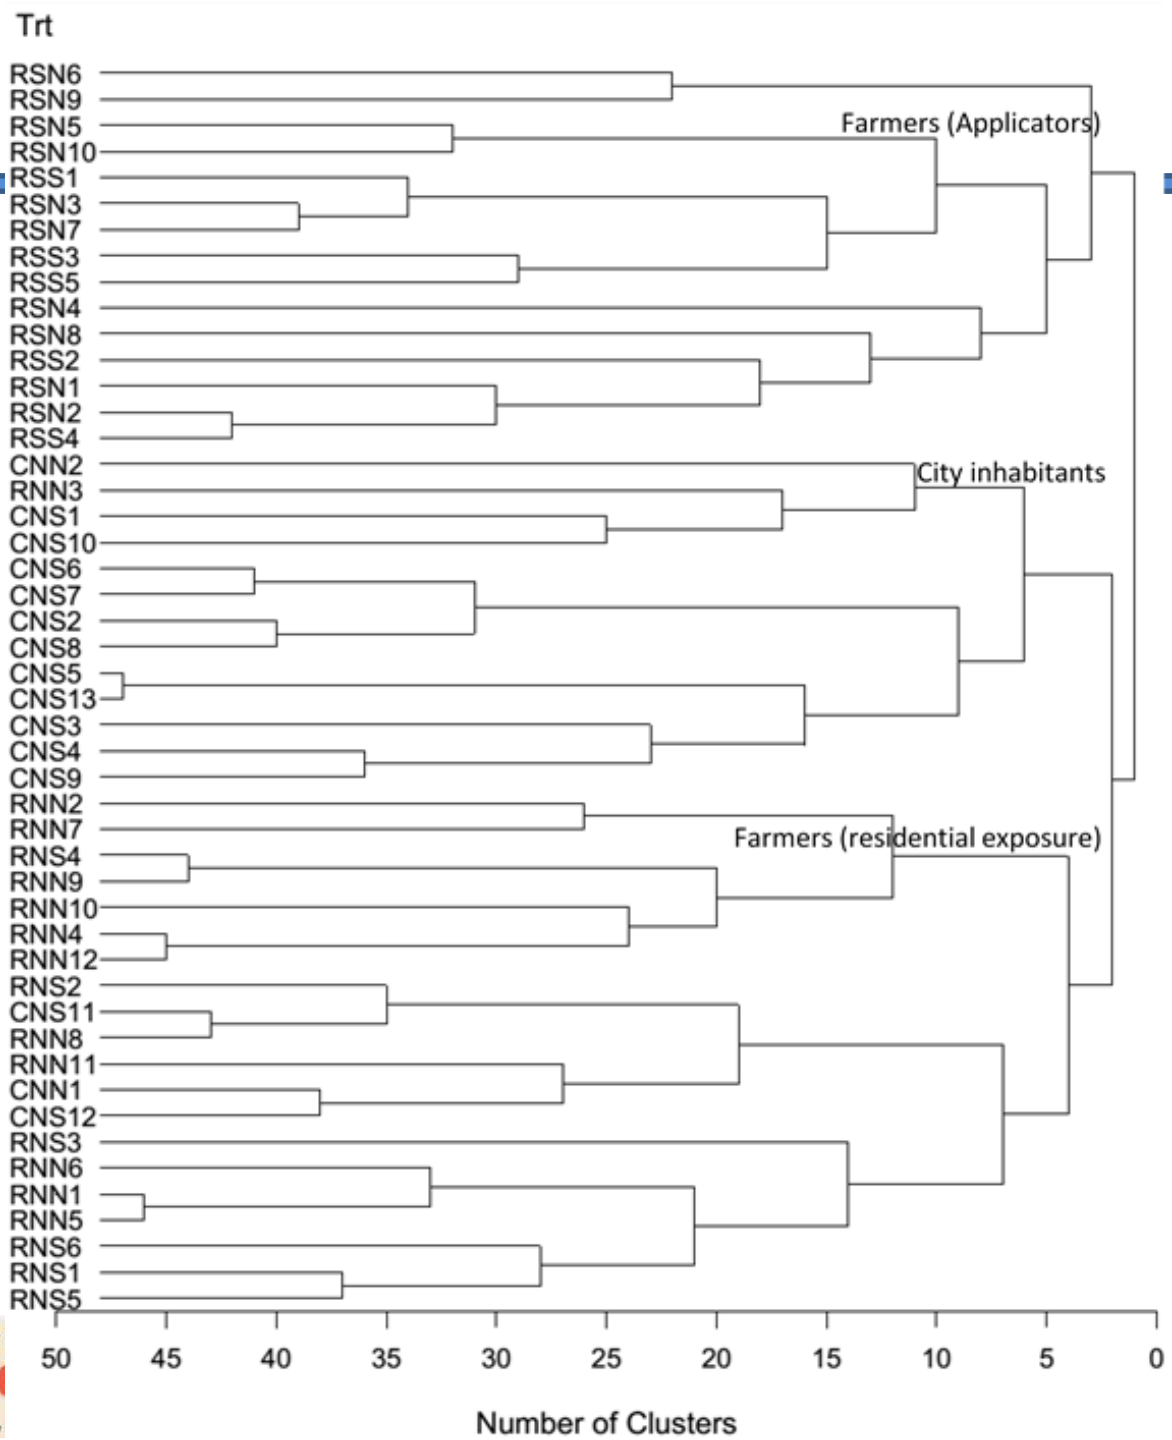 Trt
RSN6
RSN9
RSN5
Farmers (Applicators)
RSN10
RSS1
RSN3
RSN7
RSS3
RSS5
RSN4
RSN8
RSS2
RSN1
RSN2
RSS4
CNN2
City inhabitants
RNN3
CNS1
CNS10
CNS6
CNS7
CNS2
CNS8
CNS5
CNS13
CNS3
CNS4
CNS9
RNN2
RNN7
Farmers (residential exposure)
RNS4
RNN9
RNN10
RNN4
RNN12
RNS2
CNS11
RNN8
RNN11
CNN1
CNS12
RNS3
RNN6
RNN1
RNN5
RNS6
RNS1
RNS5
50 45 40 35 30 25 20 15 10 5 0
Number of Clusters